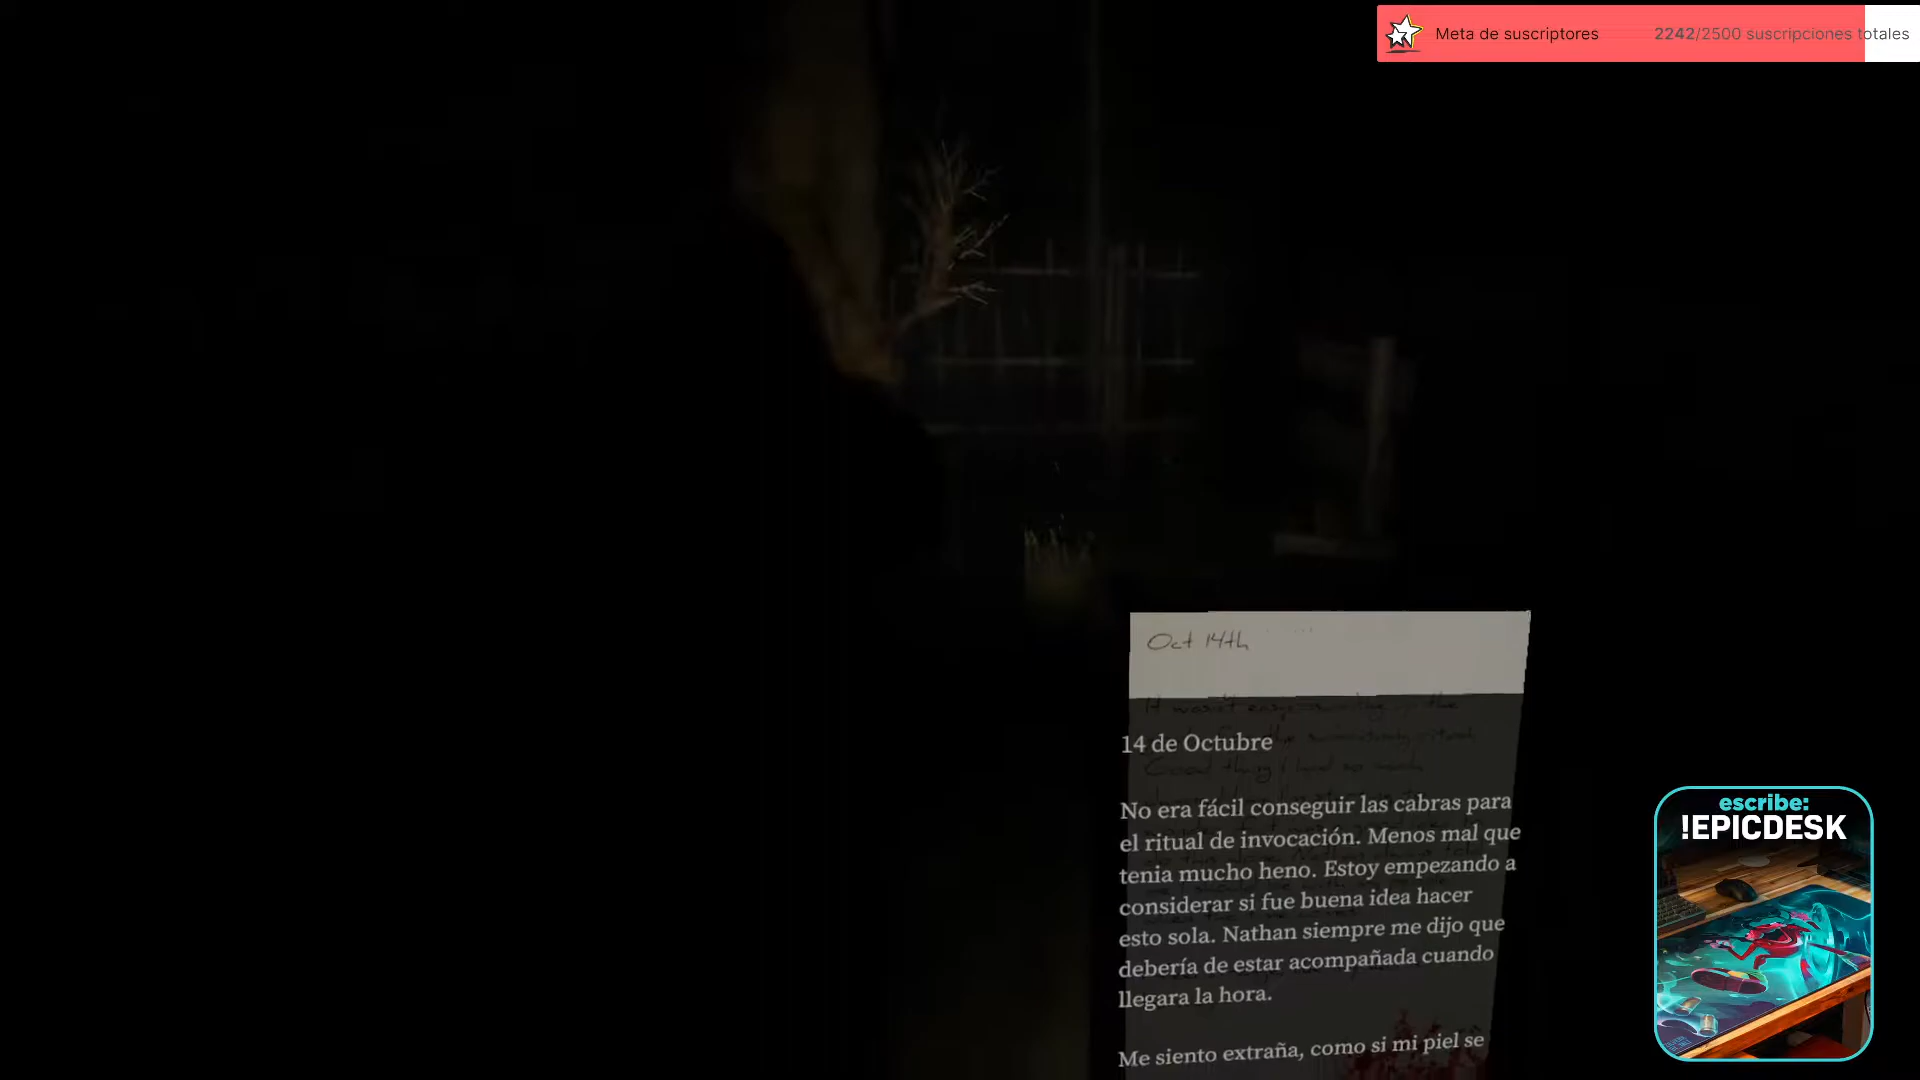 Meta de suscriptores 2242/2500 suscripciones totales
Oct 14th
It wasn't easy
14 de Octubre
No era fácil conseguir las cabras para
el ritual de invocación. Menos mal que
tenia mucho heno. Estoy empezando a
considerar si fue buena idea hacer
esto sola. Nathan siempre me dijo que
debería de estar acompañada cuando
llegara la hora.
Me siento extraña, como si mi piel se
escribe:
!EPICDESK